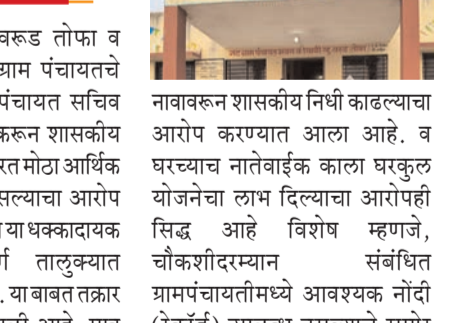 वरूड तोफा व
ग्राम पंचायतचे
पंचायत सचिव
करून शासकीय
रत मोठा आर्थिक
सल्याचा आरोप
या धक्कादायक
र्ग तालुक्यात
. या बाबत तक्रार
नावावरून शासकीय निधी काढल्याचा
आरोप करण्यात आला आहे. व
घरच्याच नातेवाईक काला घरकुल
योजनेचा लाभ दिल्याचा आरोपही
सिद्ध आहे विशेष म्हणजे,
चौकशीदरम्यान संबंधित
ग्रामपंचायतीमध्ये आवश्यक नोंदी